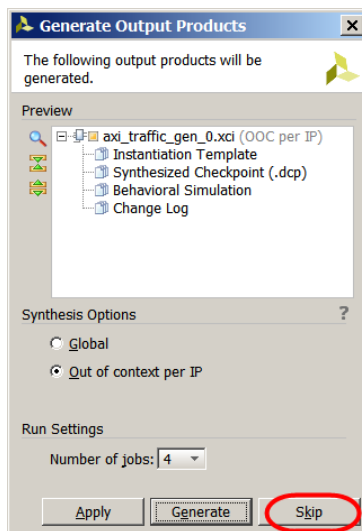 Generate Output Products
The following output products will be
generated.
Preview
axi_traffic_gen_0.xci (OOC per IP)
Instantiation Template
Synthesized Checkpoint (.dcp)
Behavioral Simulation
Change Log
Synthesis Options
?
Global
Out of context per IP
Run Settings
Number of jobs: 4
Apply Generate Skip